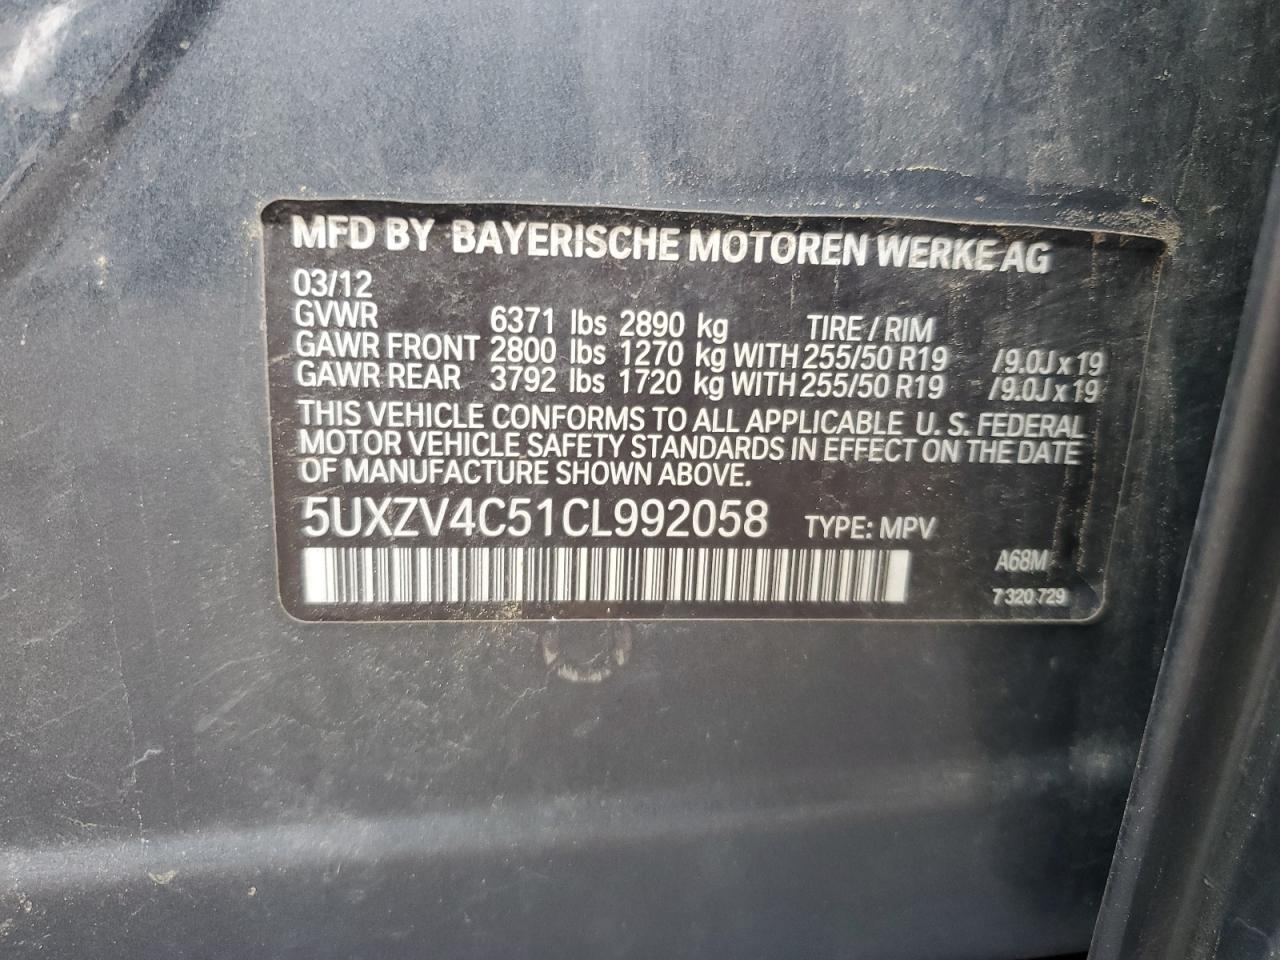 MFD BY BAYERISCHE MOTOREN WERKE AG
03/12
GVWR 6371 lbs 2890 kg TIRE / RIM
GAWR FRONT 2800 lbs 1270 kg WITH 255/50 R19 /9.0J x 19
GAWR REAR 3792 lbs 1720 kg WITH 255/50 R19 /9.0J x 19
THIS VEHICLE CONFORMS TO ALL APPLICABLE U. S. FEDERAL
MOTOR VEHICLE SAFETY STANDARDS IN EFFECT ON THE DATE
OF MANUFACTURE SHOWN ABOVE.
5UXZV4C51CL992058 TYPE: MPV
A68M
7 320 729